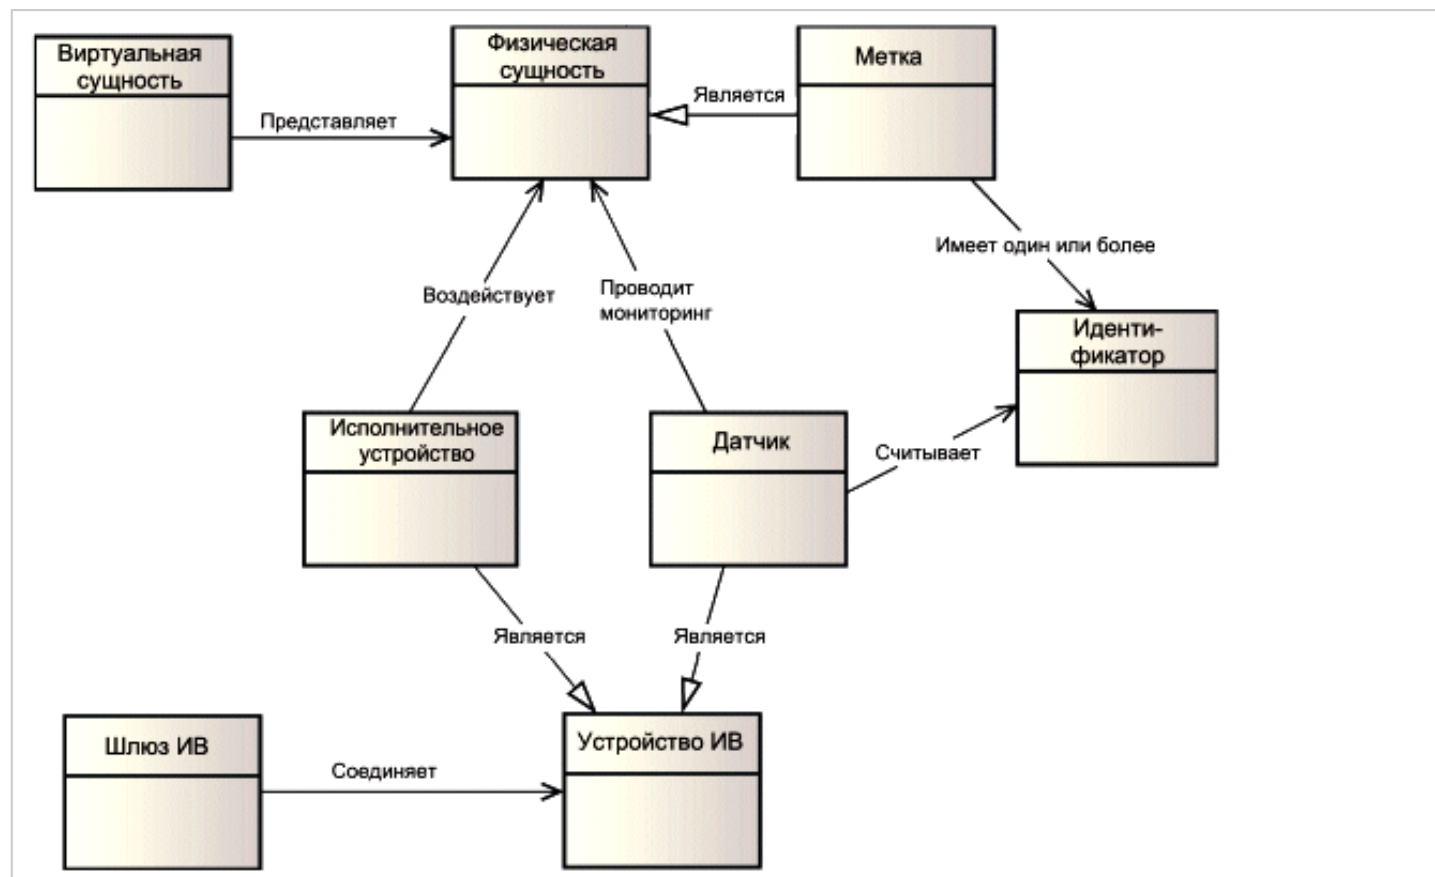 Виртуальная
сущность
Физическая
сущность
Метка
Является
Представляет
Имеет один или более
Воздействует
Проводит
мониторинг
Иденти-
фикатор
Исполнительное
устройство
Датчик
Считывает
Является
Является
Шлюз ИВ
Устройство ИВ
Соединяет